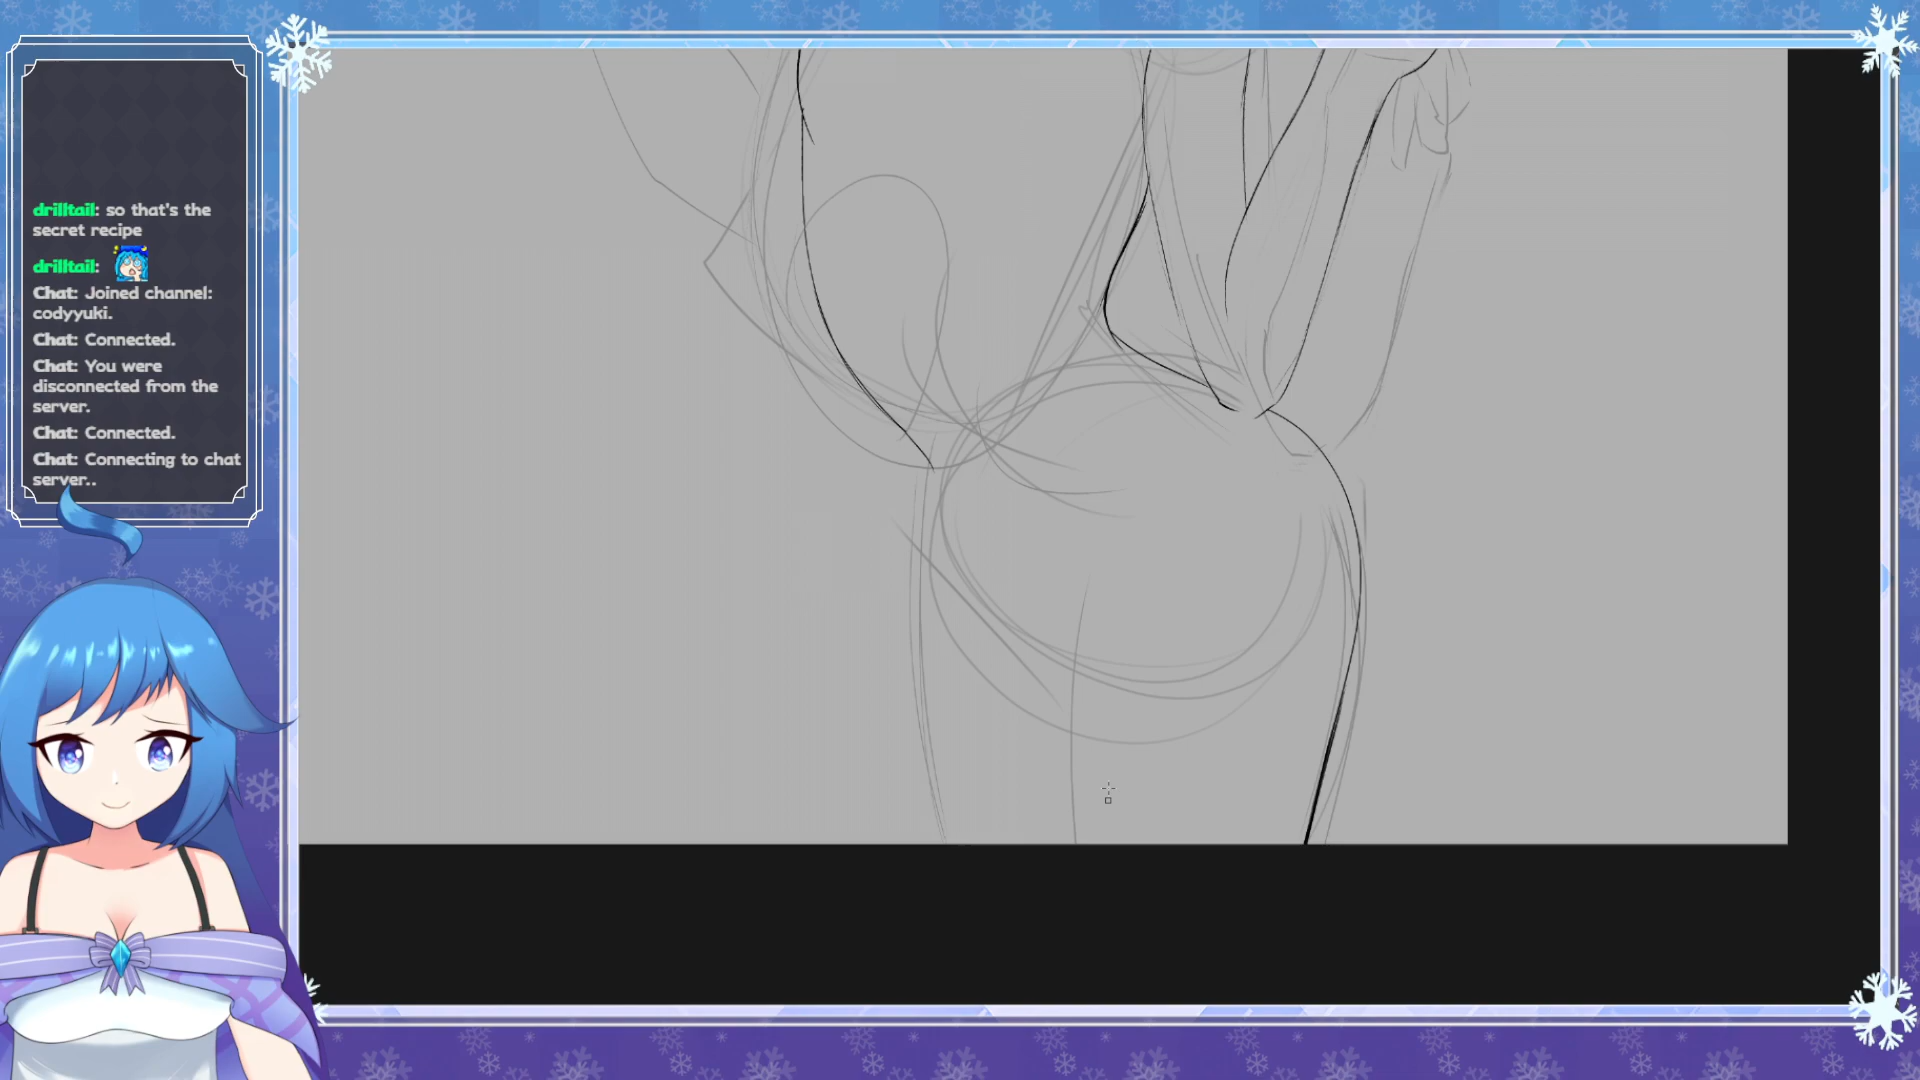 drilltail: so that's the
secret recipe
drilltail:
Chat: Joined channel:
codyyuki.
Chat: Connected.
Chat: You were
disconnected from the
server.
Chat: Connected.
Chat: Connecting to chat
server..